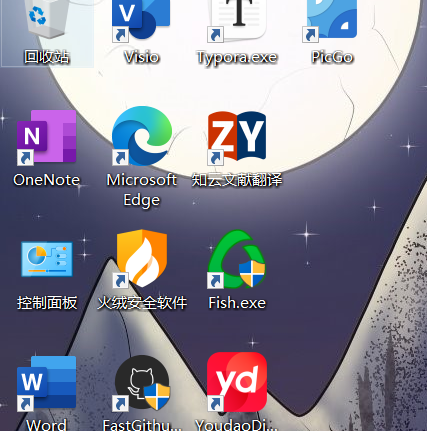 回收站
Visio
Typora.exe
PicGo
OneNote
Microsoft
Edge
知云文献翻译
控制面板
火绒安全软件
Fish.exe
Word
FastGithu...
YoudaoDi...
V
T
N
ZY
W
yd